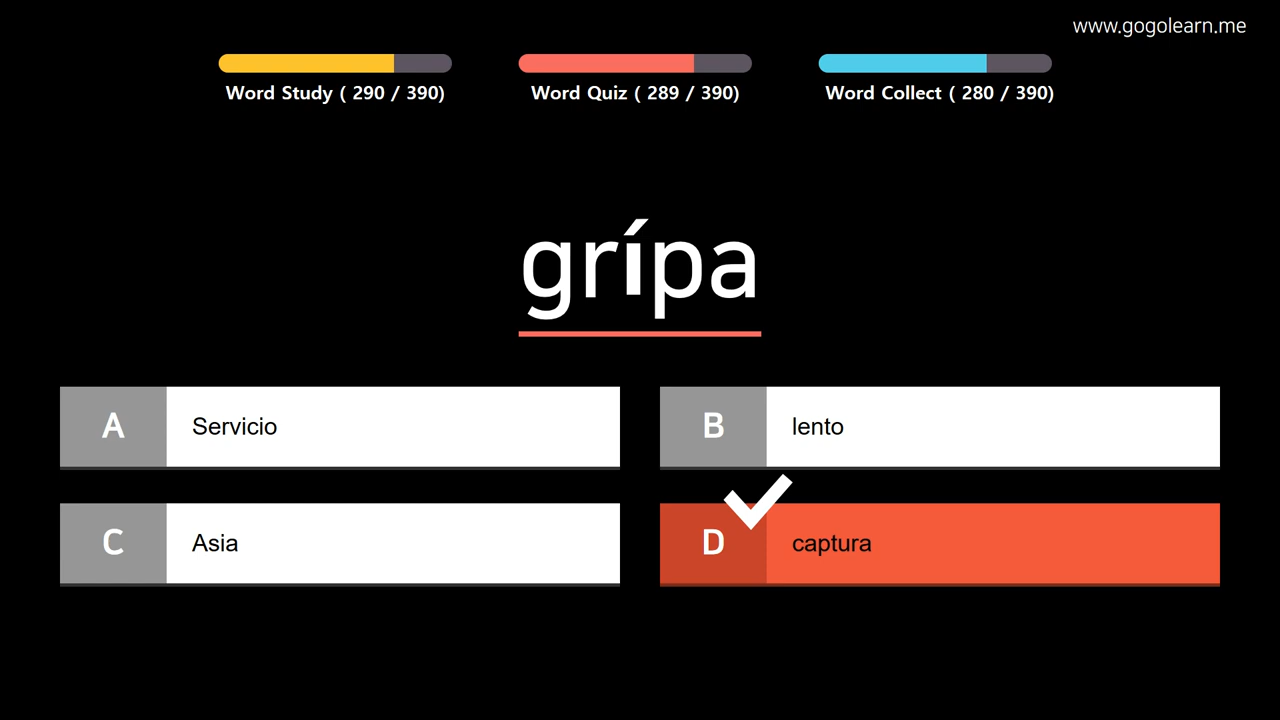 www.gogolearn.me
Word Study ( 290 / 390)
Word Quiz ( 289 / 390)
Word Collect ( 280 / 390)
grípa
A Servicio
B lento
C Asia
D captura